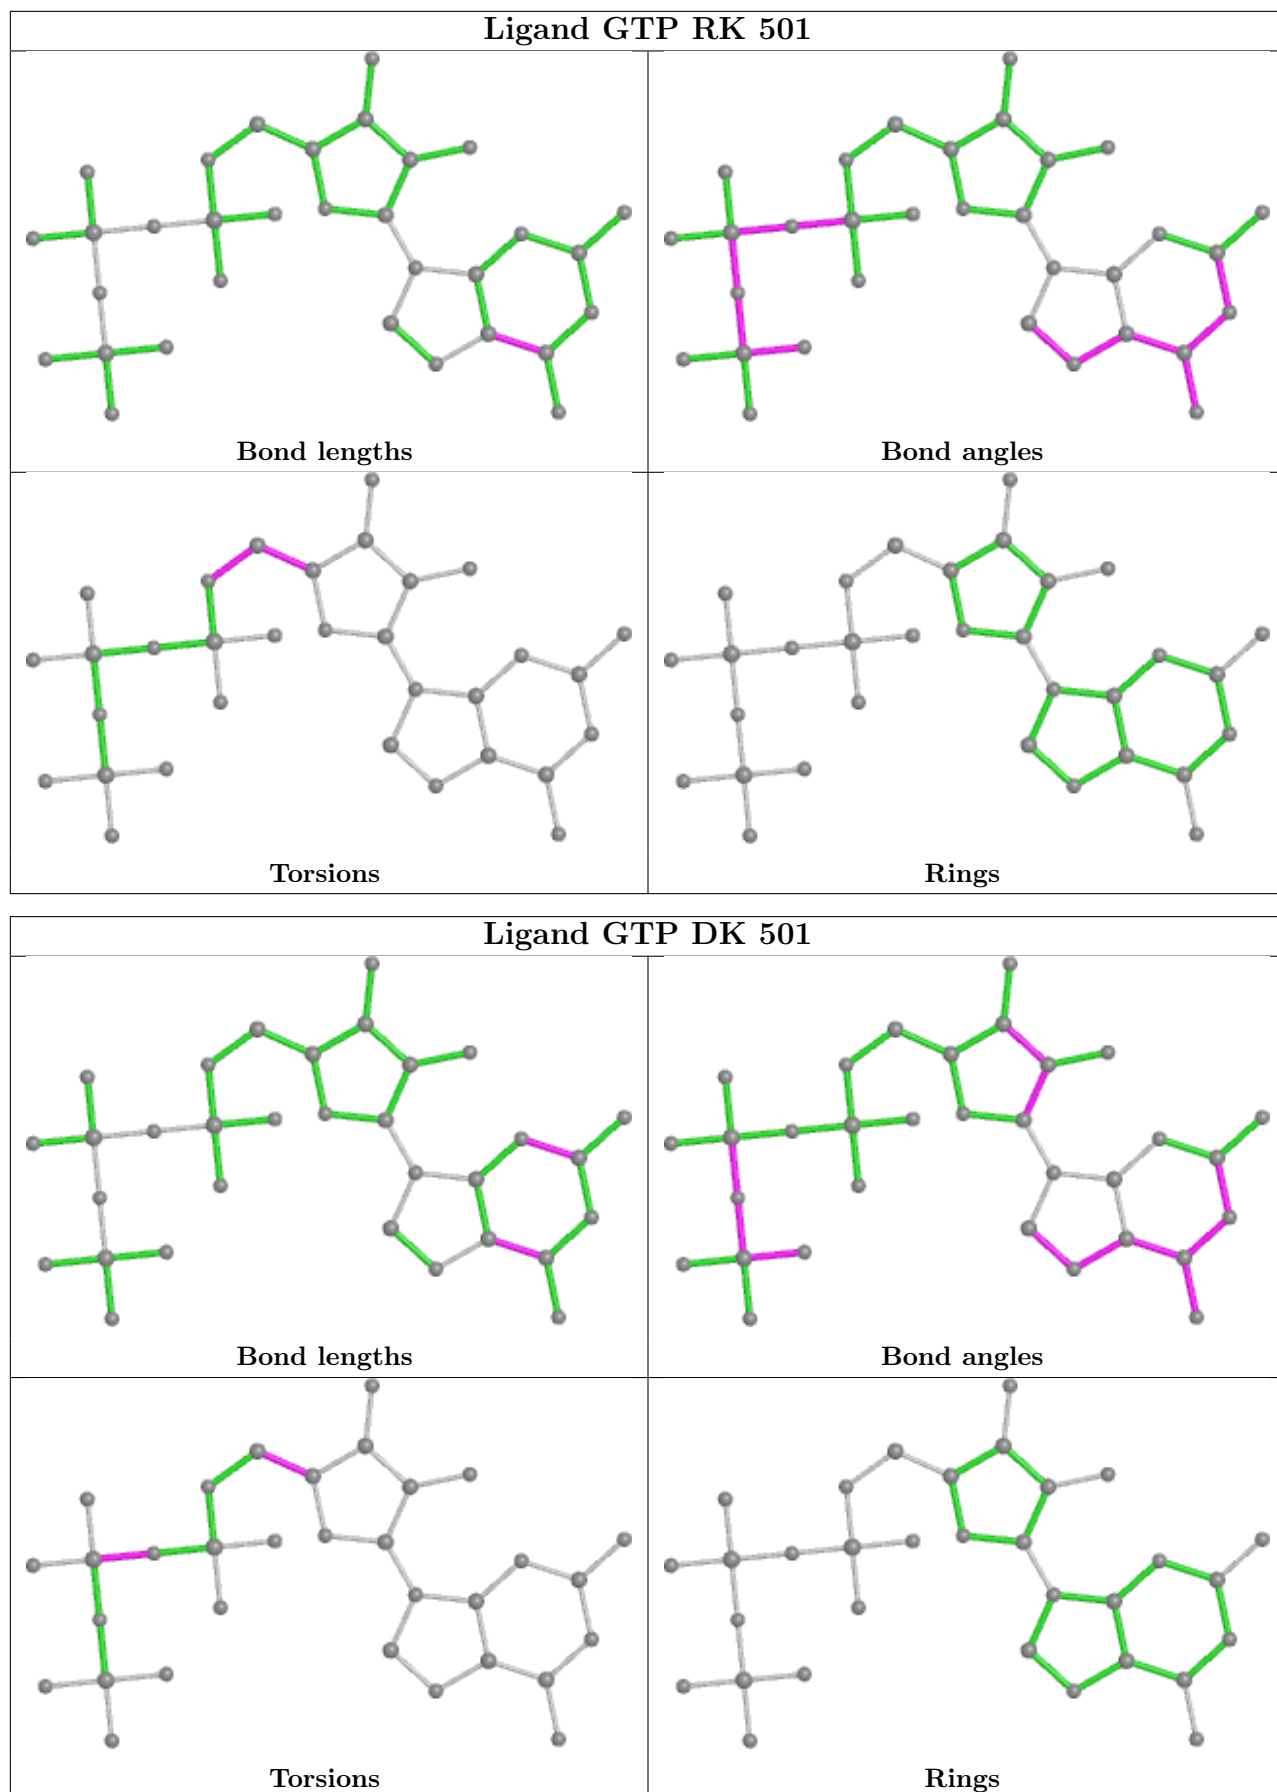 Ligand GTP RK 501
Bond lengths
Bond angles
Torsions
Rings
Ligand GTP DK 501
Bond lengths
Bond angles
Torsions
Rings